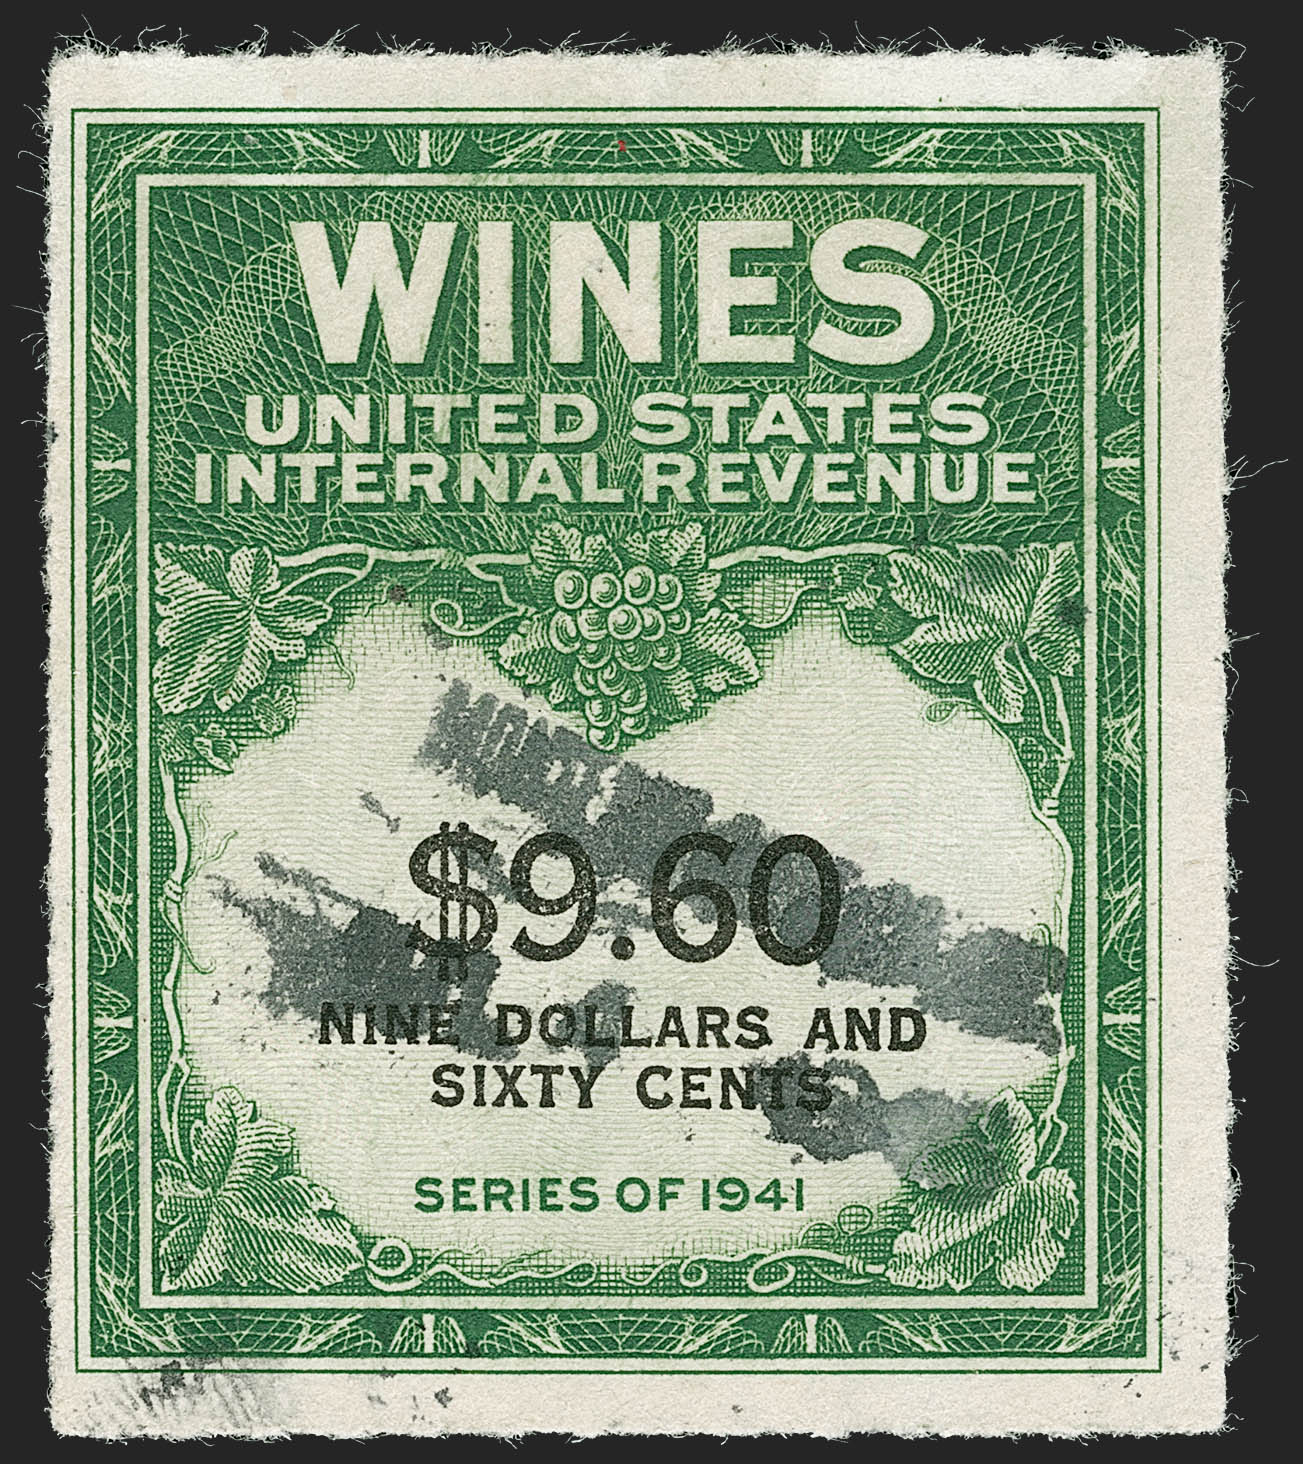 WINES
UNITED STATES
INTERNAL REVENUE
$9.60
NINE DOLLARS AND
SIXTY CENTS
SERIES OF 1941